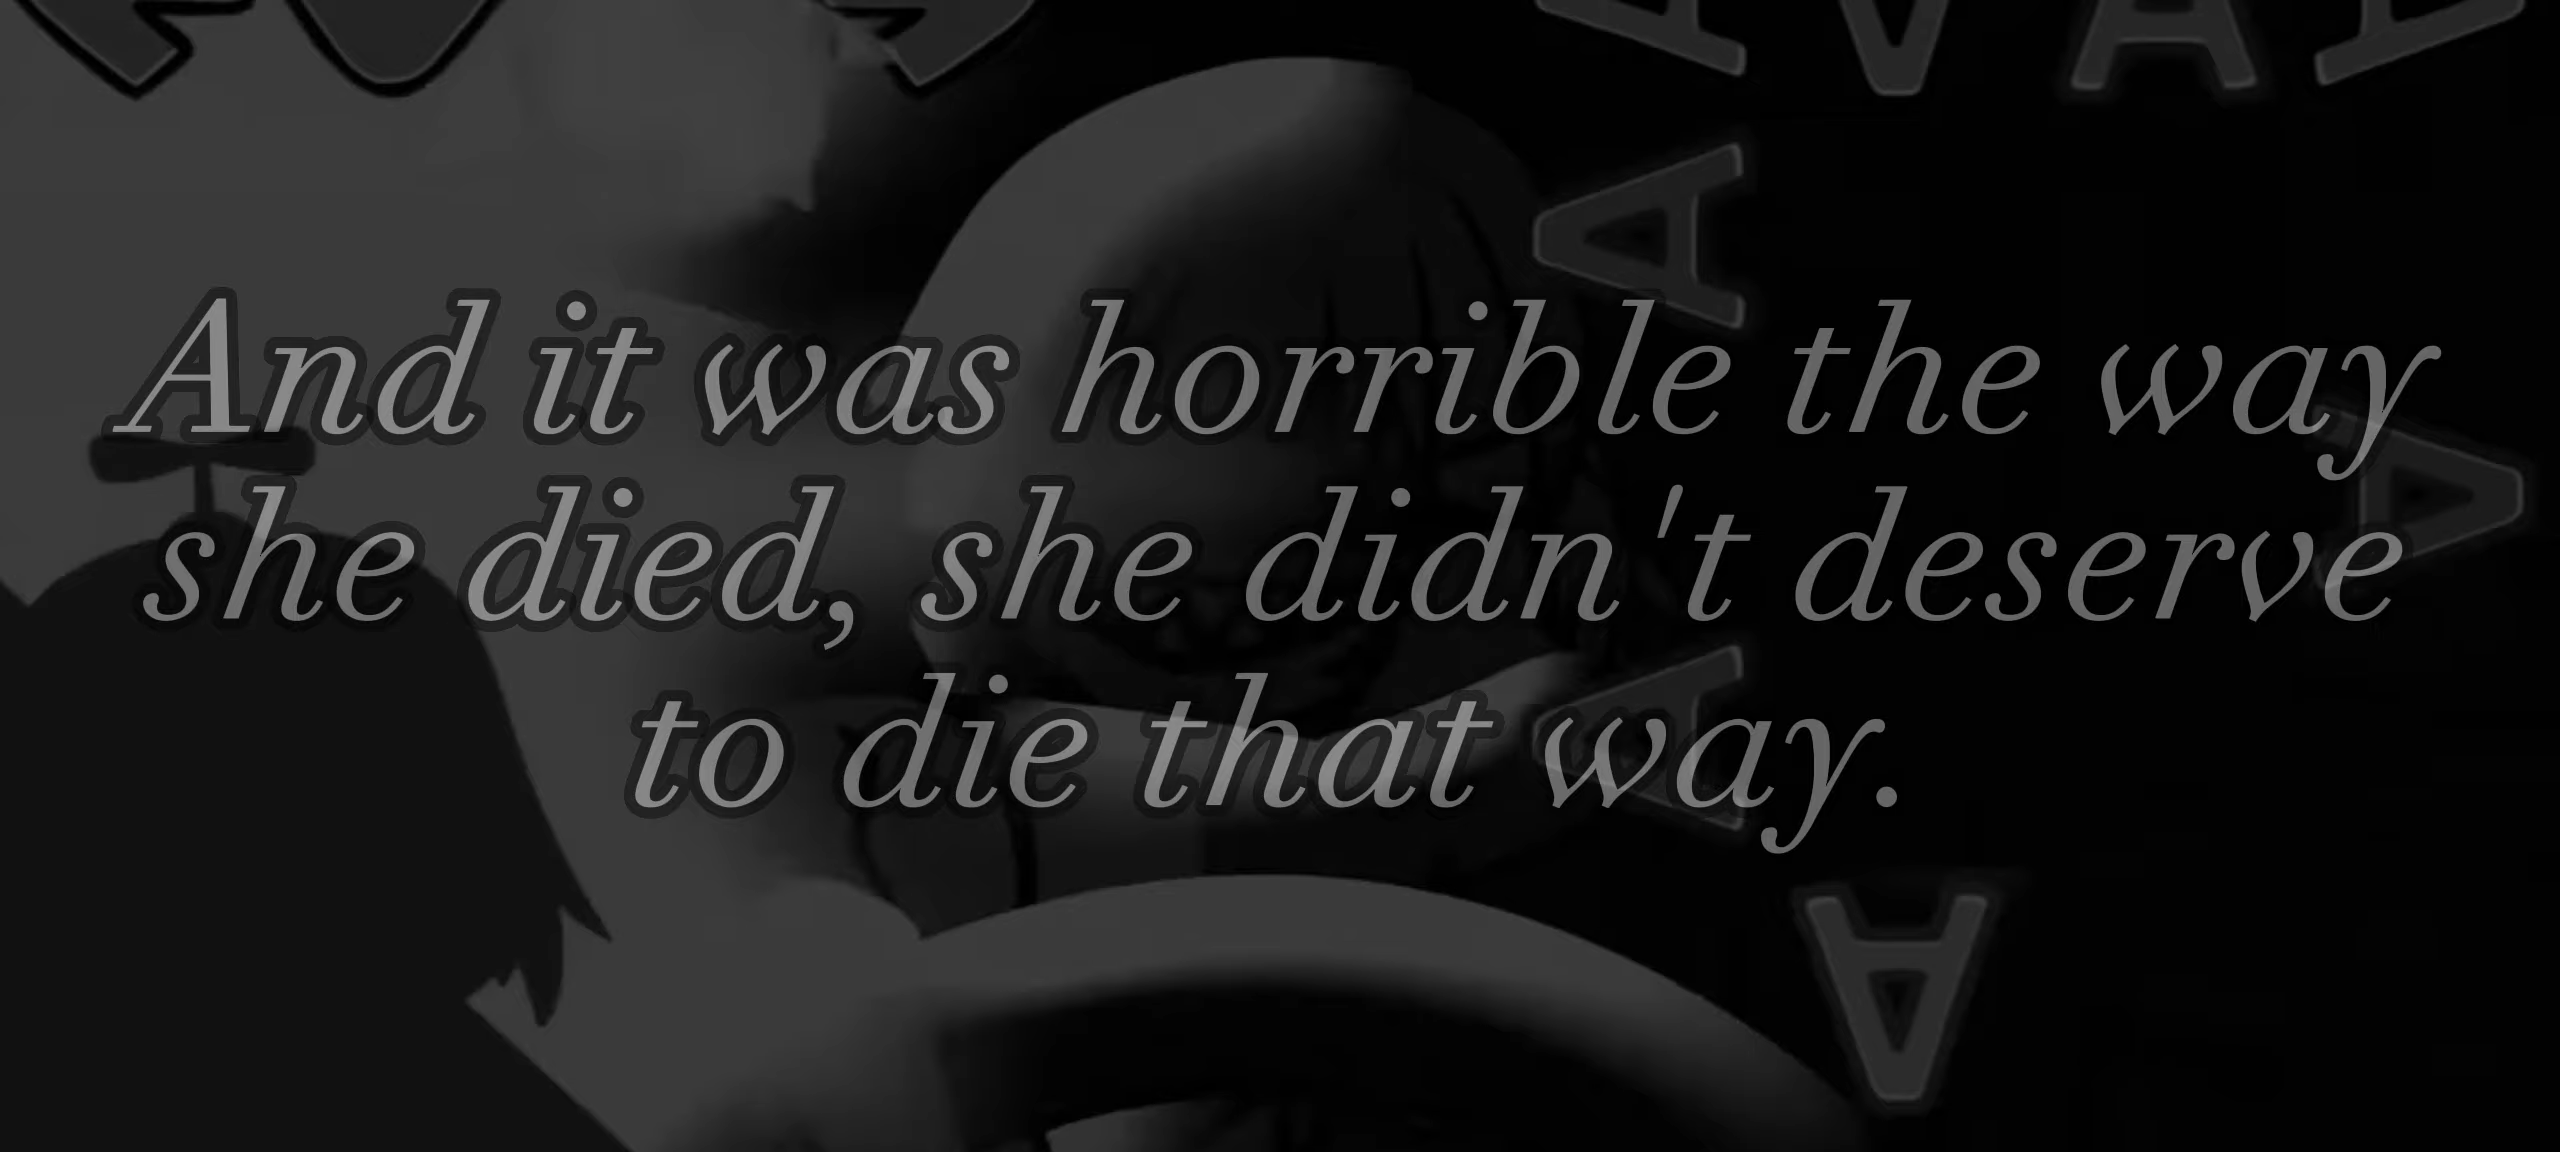 A V A A
A
And it was horrible the way
A
she died, she didn't deserve
to die that way.
A
A